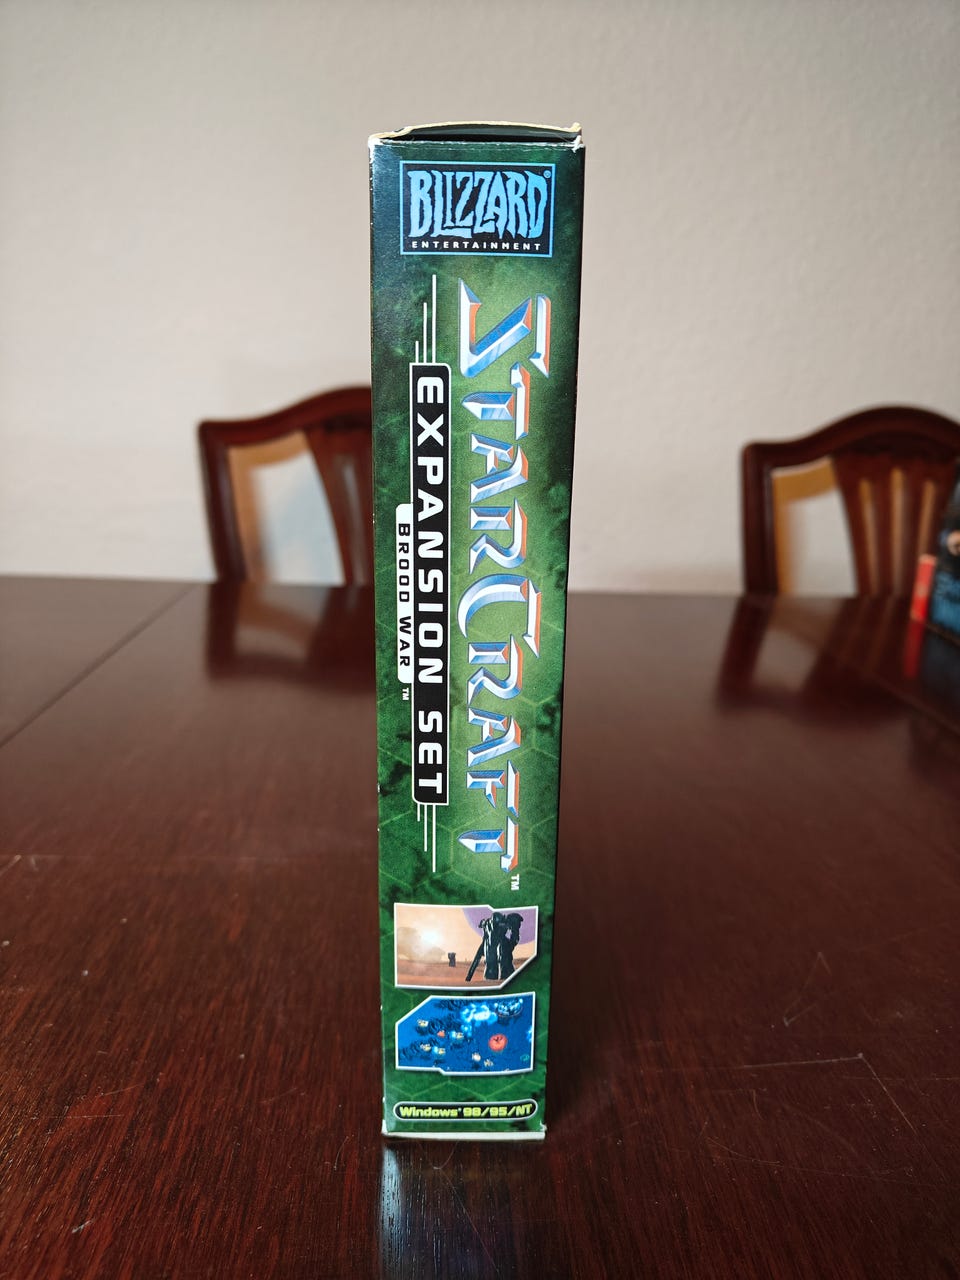 BLIZZARD®
ENTERTAINMENT
STARCRAFT™
EXPANSION SET
BROOD WAR™
Windows® 98/95/NT